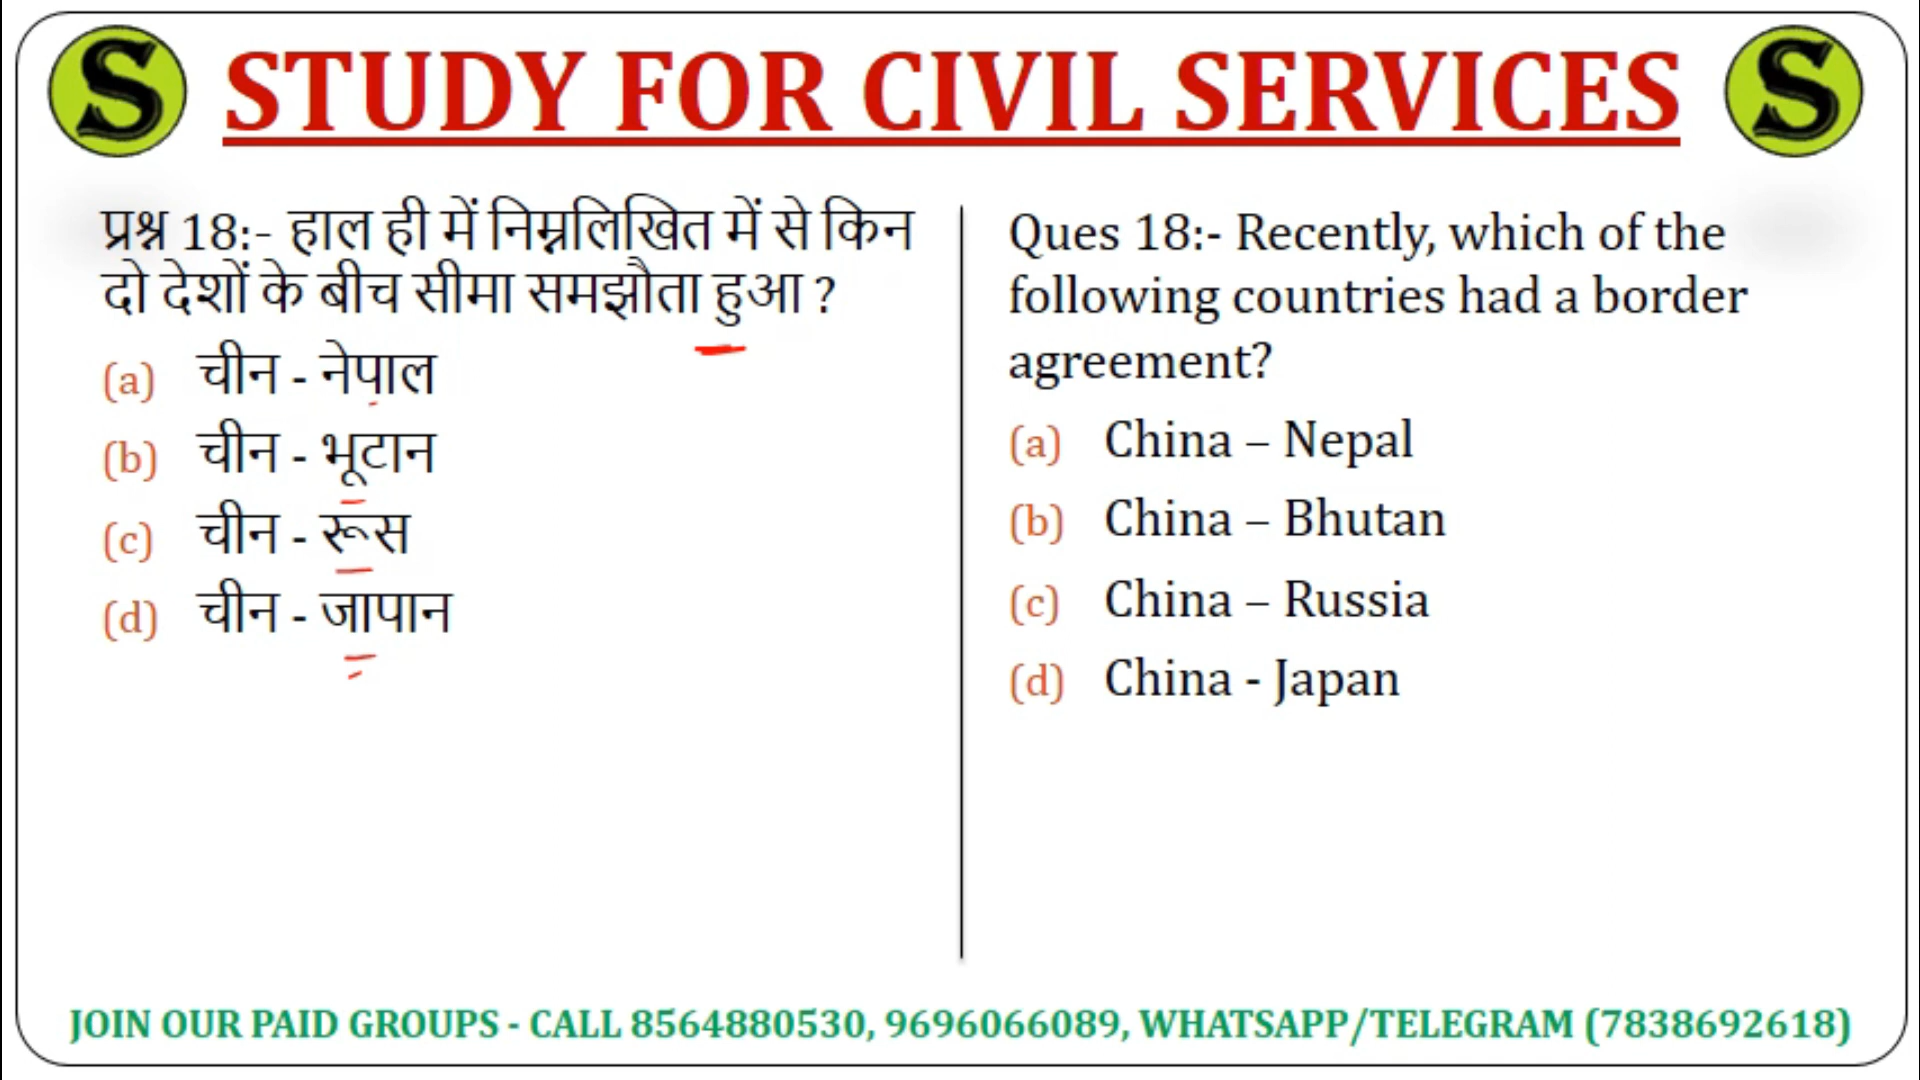 S STUDY FOR CIVIL SERVICES S
प्रश्न 18:- हाल ही में निम्नलिखित में से किन
दो देशों के बीच सीमा समझौता हुआ ?
(a) चीन - नेपाल
(b) चीन - भूटान
(c) चीन - रूस
(d) चीन - जापान
Ques 18:- Recently, which of the
following countries had a border
agreement?
(a) China – Nepal
(b) China – Bhutan
(c) China – Russia
(d) China - Japan
JOIN OUR PAID GROUPS - CALL 8564880530, 9696066089, WHATSAPP/TELEGRAM (7838692618)